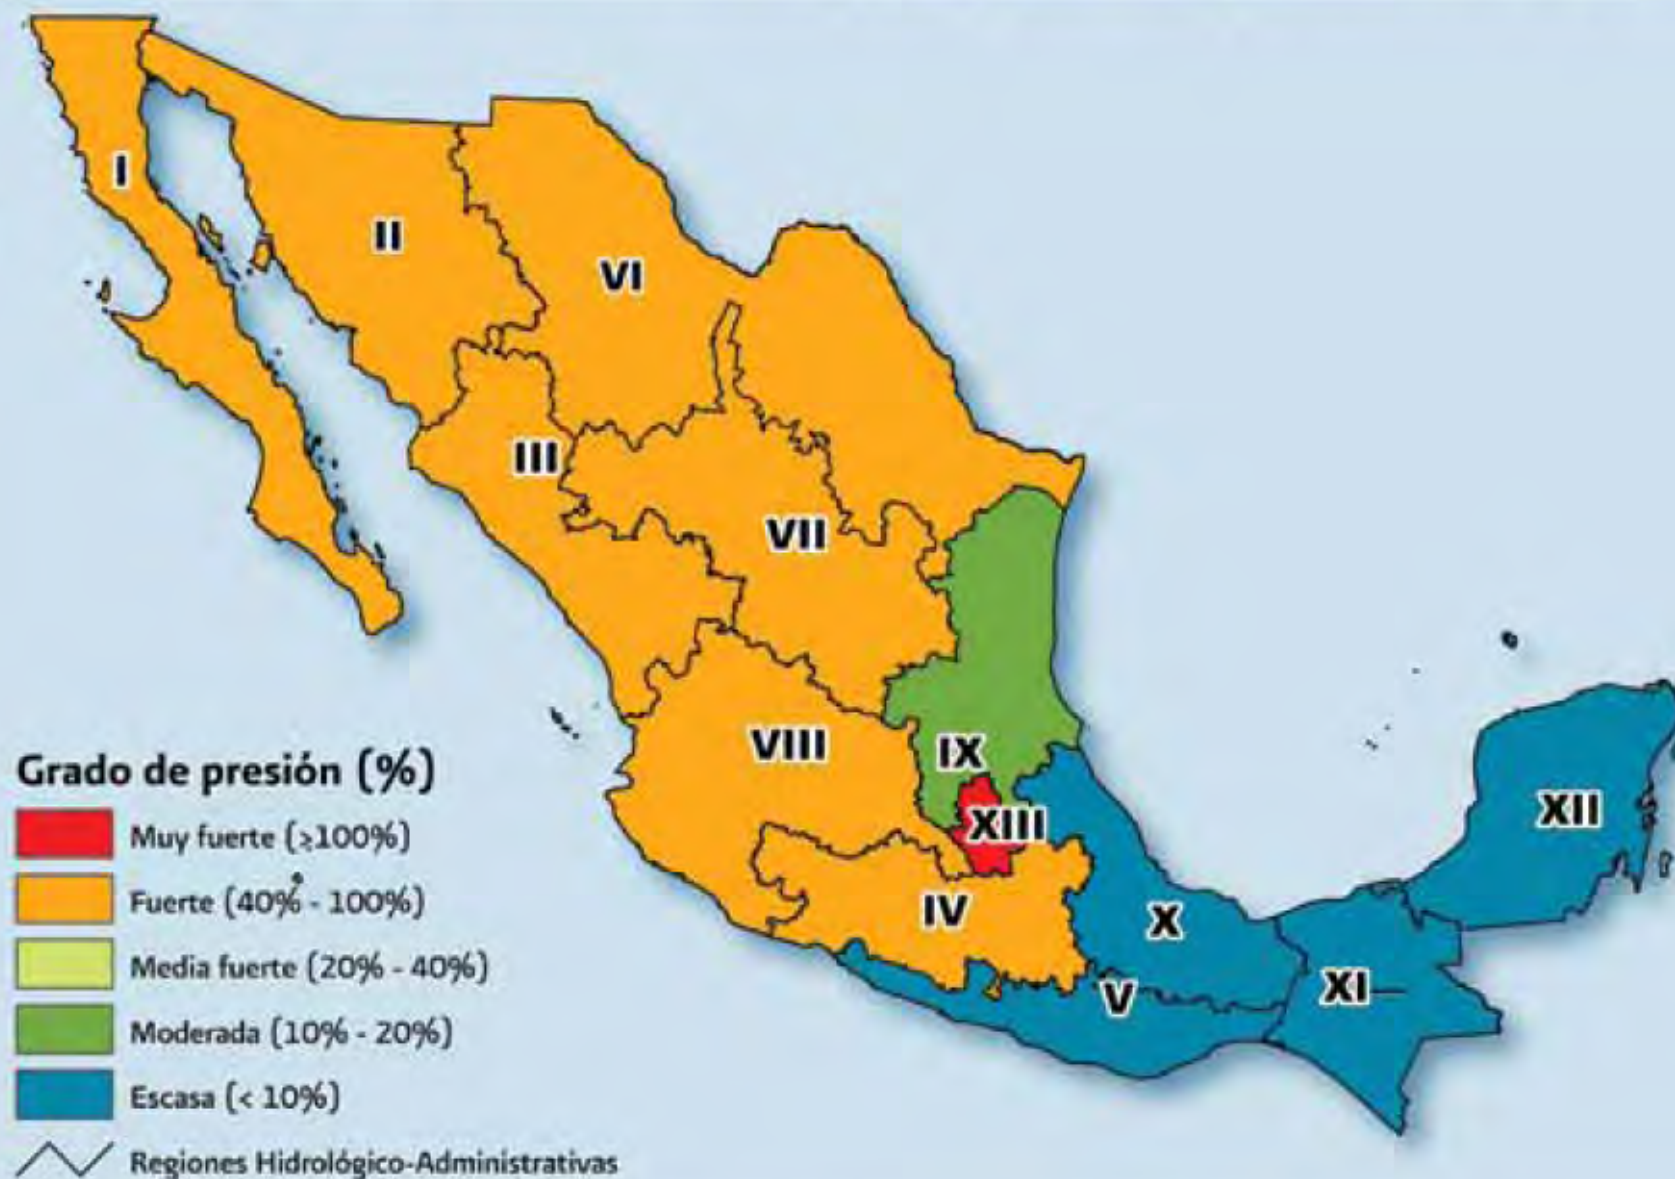 I
II
VI
III
VII
VIII
IX
XIII
IV
X
V
XI
XII
Grado de presión (%)
Muy fuerte (≥100%)
Fuerte (40% - 100%)
Media fuerte (20% - 40%)
Moderada (10% - 20%)
Escasa (< 10%)
Regiones Hidrológico-Administrativas